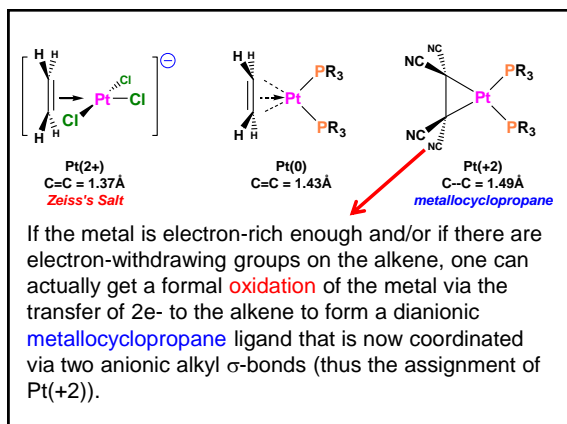 H H
Cl
Pt Cl
Cl
H H
⊖
H H
Pt
PR3
PR3
H H
NC NC
Pt
PR3
PR3
NC
NC
Pt(2+)
C=C = 1.37Å
Zeiss's Salt
Pt(0)
C=C = 1.43Å
Pt(+2)
C--C = 1.49Å
metallocyclopropane
If the metal is electron-rich enough and/or if there are
electron-withdrawing groups on the alkene, one can
actually get a formal oxidation of the metal via the
transfer of 2e- to the alkene to form a dianionic
metallocyclopropane ligand that is now coordinated
via two anionic alkyl σ-bonds (thus the assignment of
Pt(+2)).